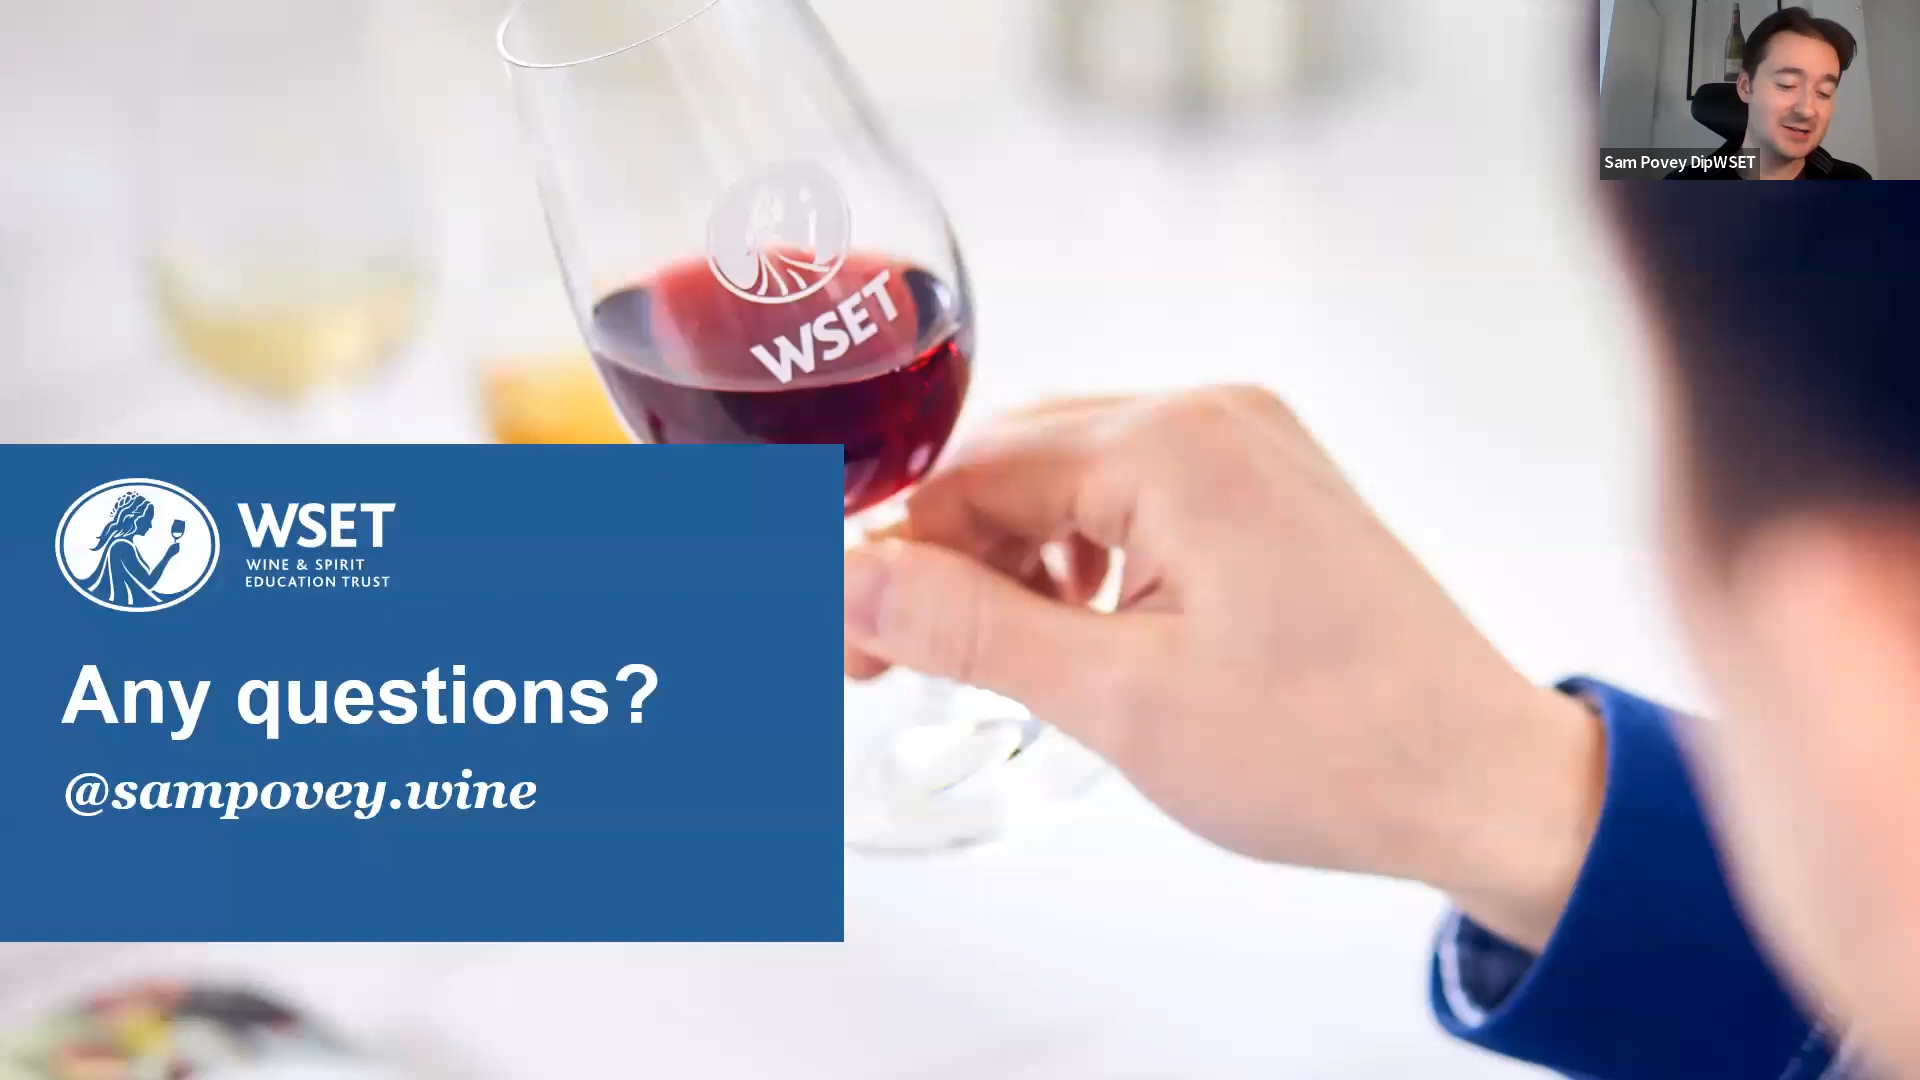 Sam Povey DipWSET
WSET
WSET
WINE & SPIRIT
EDUCATION TRUST
Any questions?
@sampovey.wine